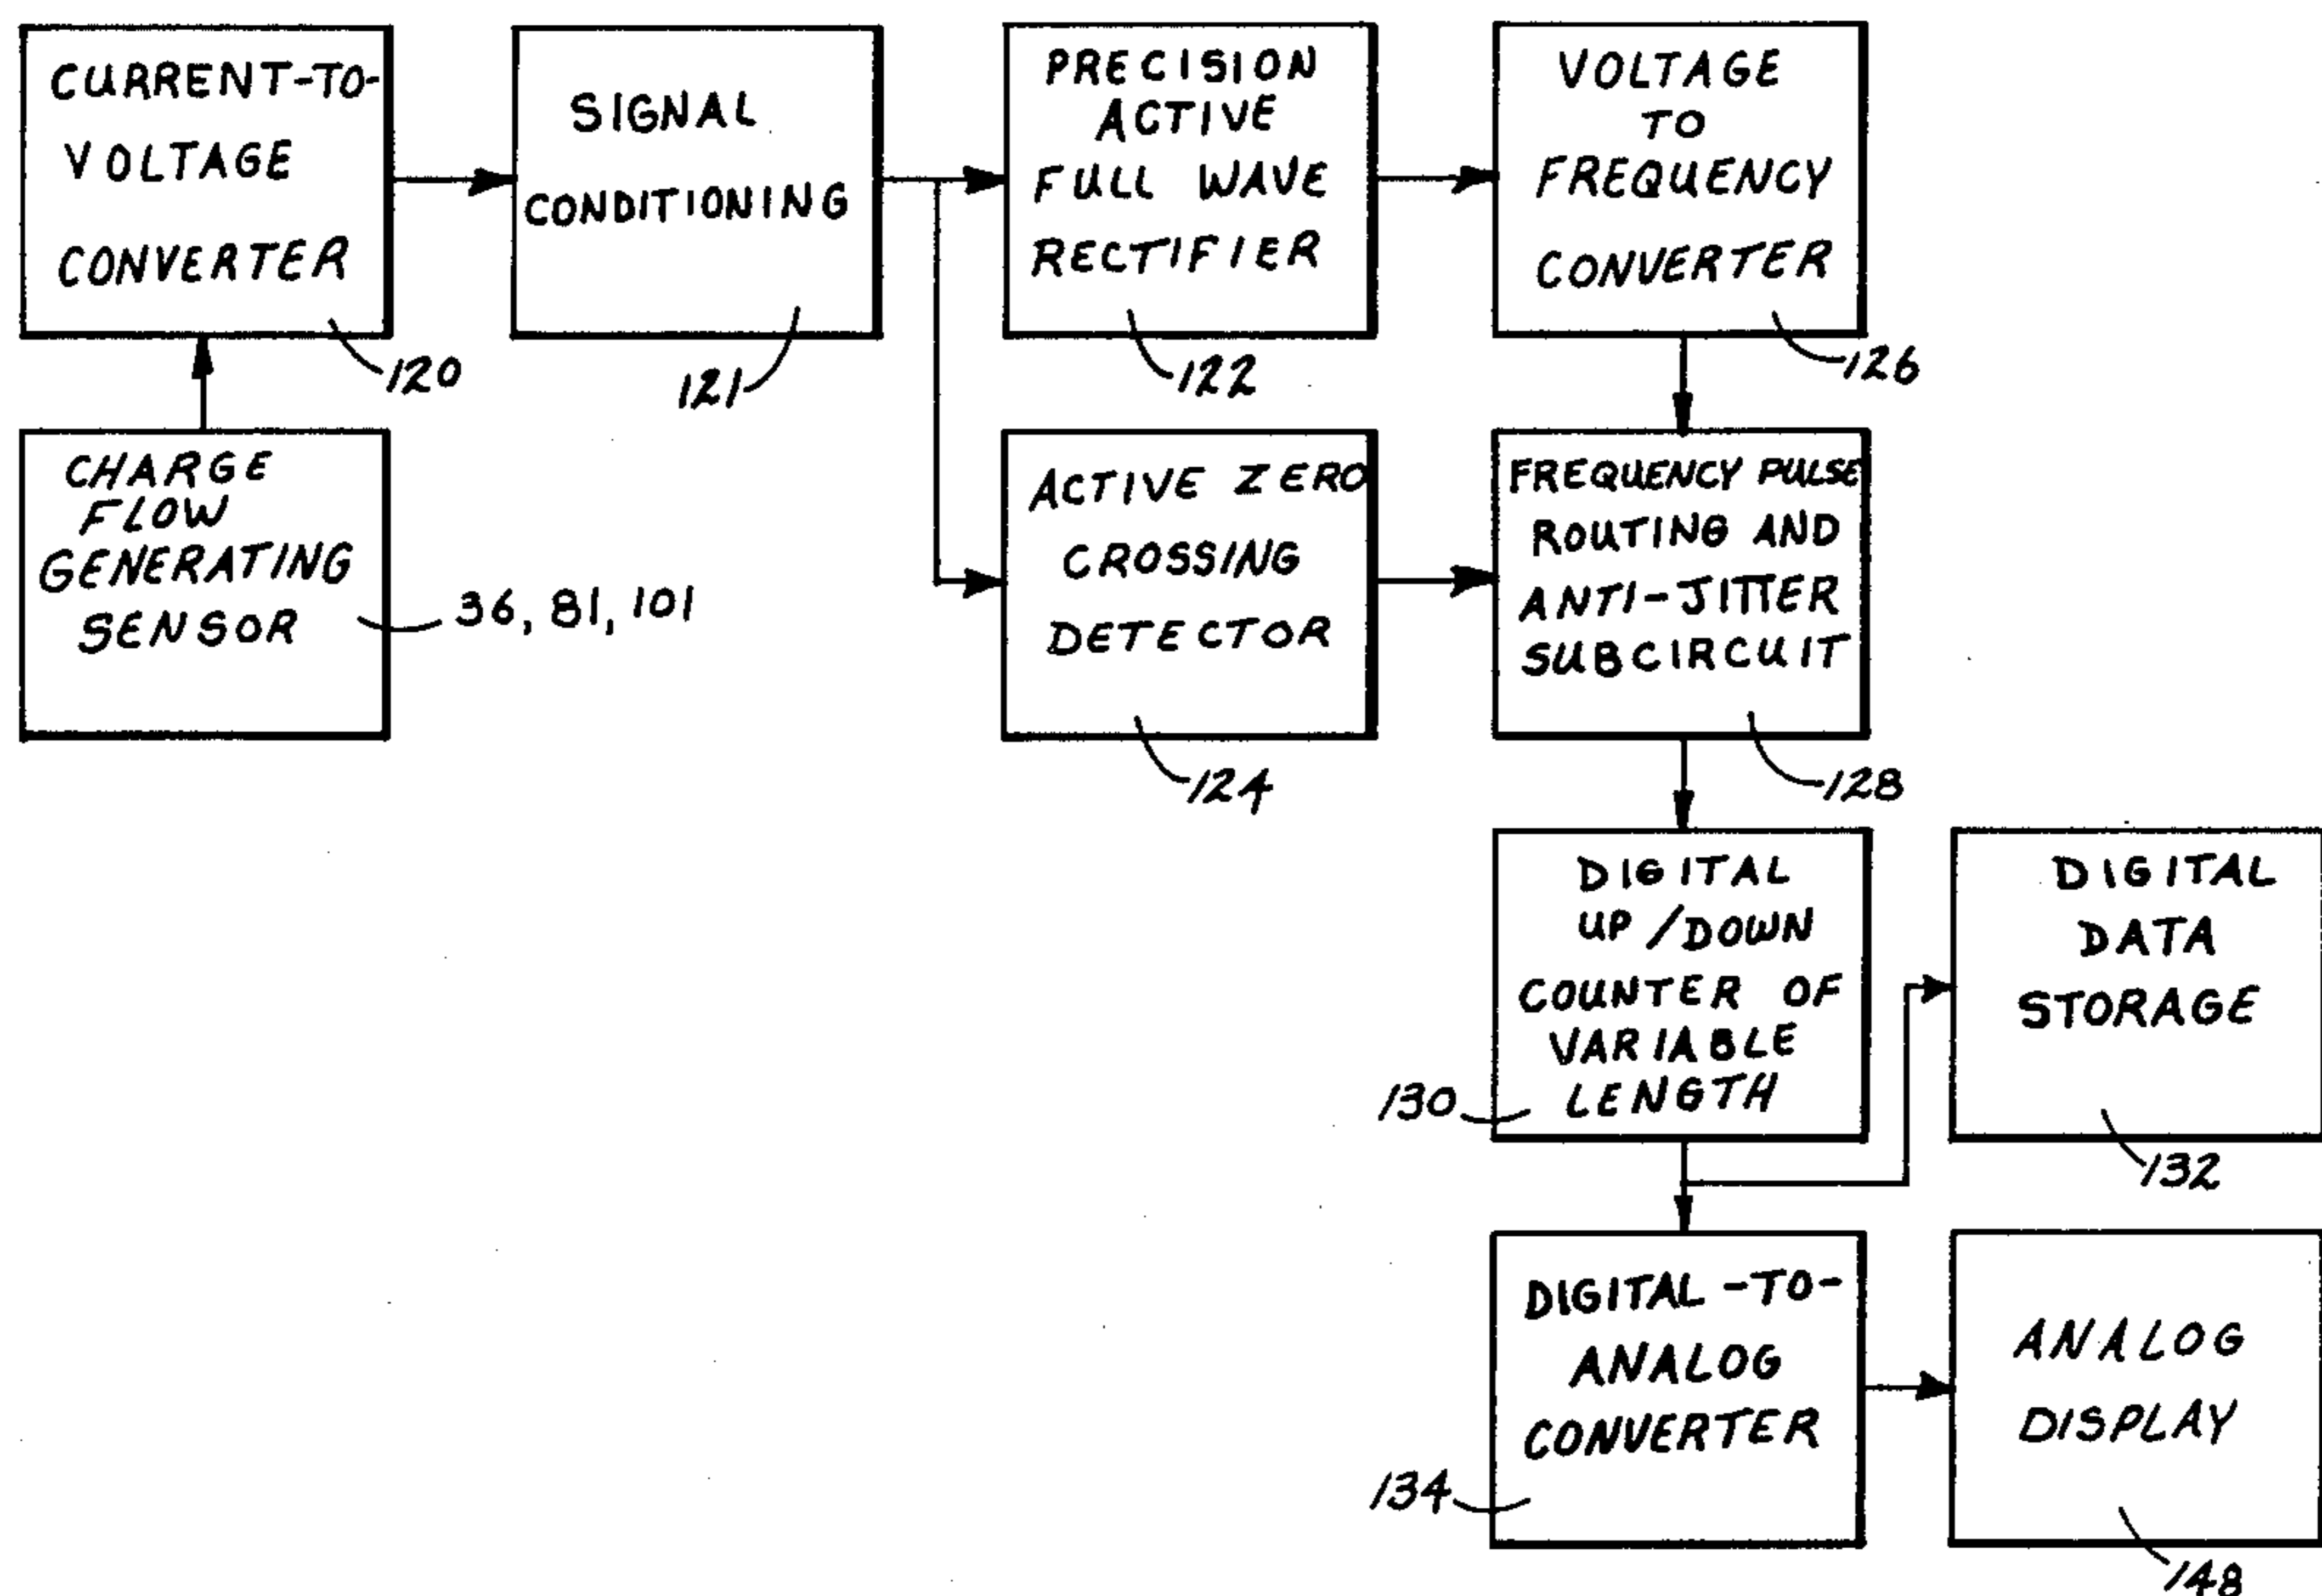 CURRENT-TO-
VOLTAGE
CONVERTER
120
SIGNAL
CONDITIONING
121
PRECISION
ACTIVE
FULL WAVE
RECTIFIER
122
VOLTAGE
TO
FREQUENCY
CONVERTER
126
CHARGE
FLOW
GENERATING
SENSOR
36, 81, 101
ACTIVE ZERO
CROSSING
DETECTOR
124
FREQUENCY PULSE
ROUTING AND
ANTI-JITTER
SUBCIRCUIT
128
DIGITAL
UP/DOWN
COUNTER OF
VARIABLE
LENGTH
130
DIGITAL
DATA
STORAGE
132
DIGITAL-TO-
ANALOG
CONVERTER
134
ANALOG
DISPLAY
148